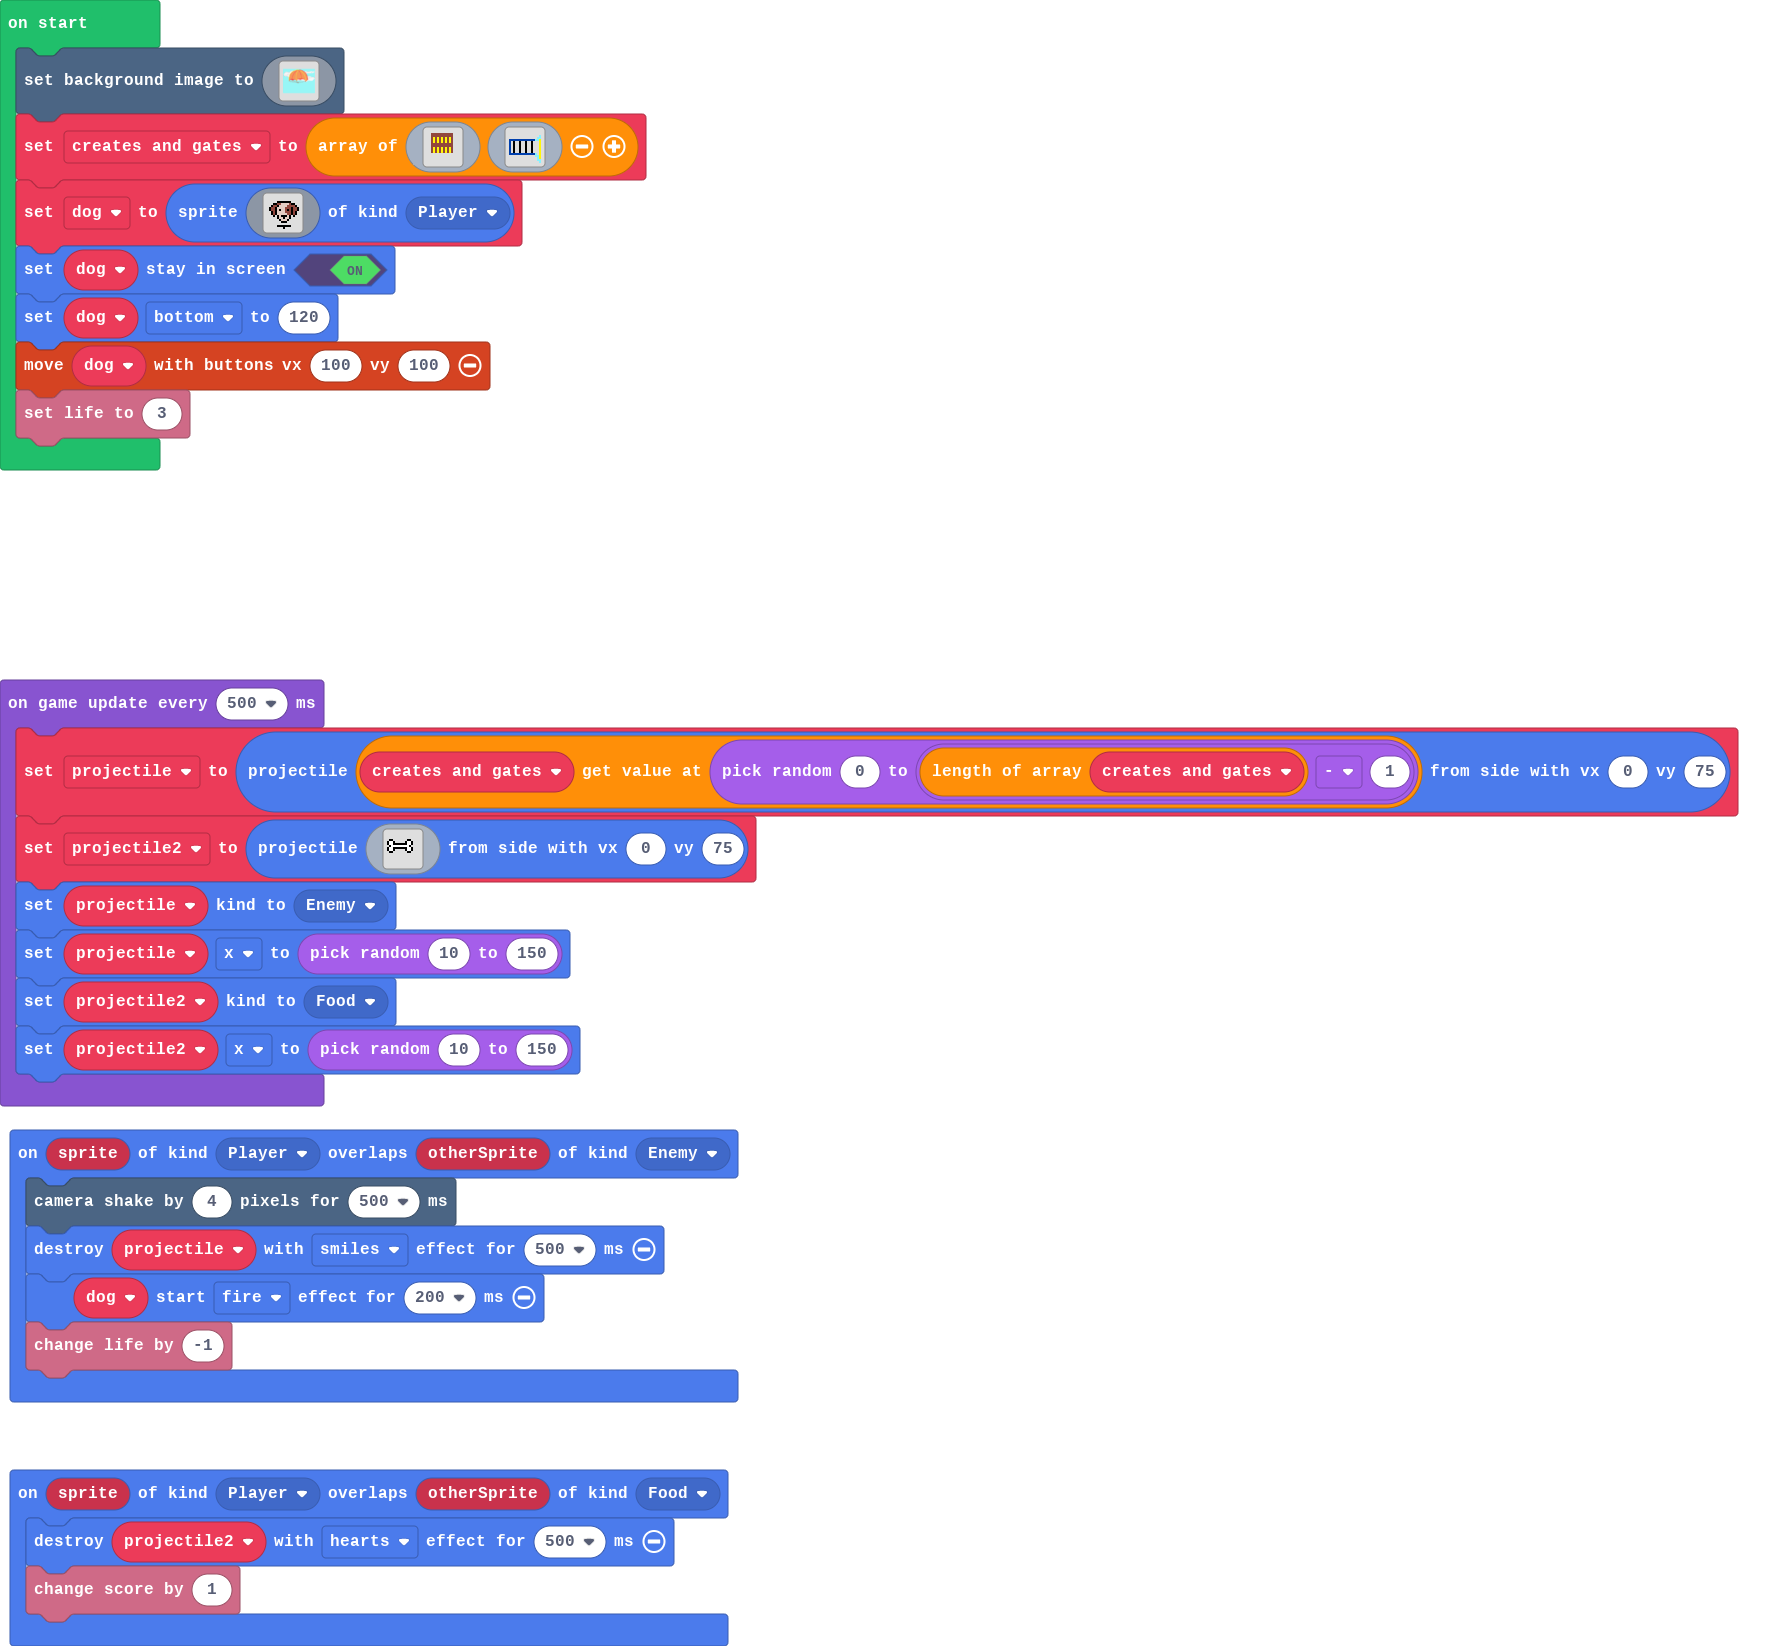 on start
set background image to
set creates and gates to array of
set dog to sprite of kind Player
set dog stay in screen ON
set dog bottom to 120
move dog with buttons vx 100 vy 100
set life to 3
on game update every 500 ms
set projectile to projectile creates and gates get value at pick random 0 to length of array creates and gates - 1 from side with vx 0 vy 75
set projectile2 to projectile from side with vx 0 vy 75
set projectile kind to Enemy
set projectile x to pick random 10 to 150
set projectile2 kind to Food
set projectile2 x to pick random 10 to 150
on sprite of kind Player overlaps otherSprite of kind Enemy
camera shake by 4 pixels for 500 ms
destroy projectile with smiles effect for 500 ms
dog start fire effect for 200 ms
change life by -1
on sprite of kind Player overlaps otherSprite of kind Food
destroy projectile2 with hearts effect for 500 ms
change score by 1